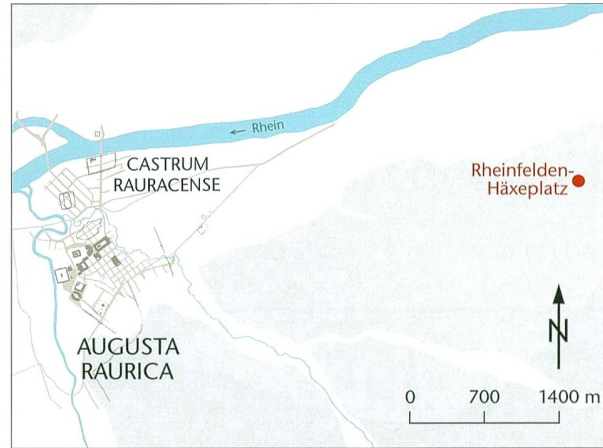 ← Rhein
CASTRUM
RAURACENSE
Rheinfelden-
Häxeplatz
AUGUSTA
RAURICA
N
0 700 1400 m